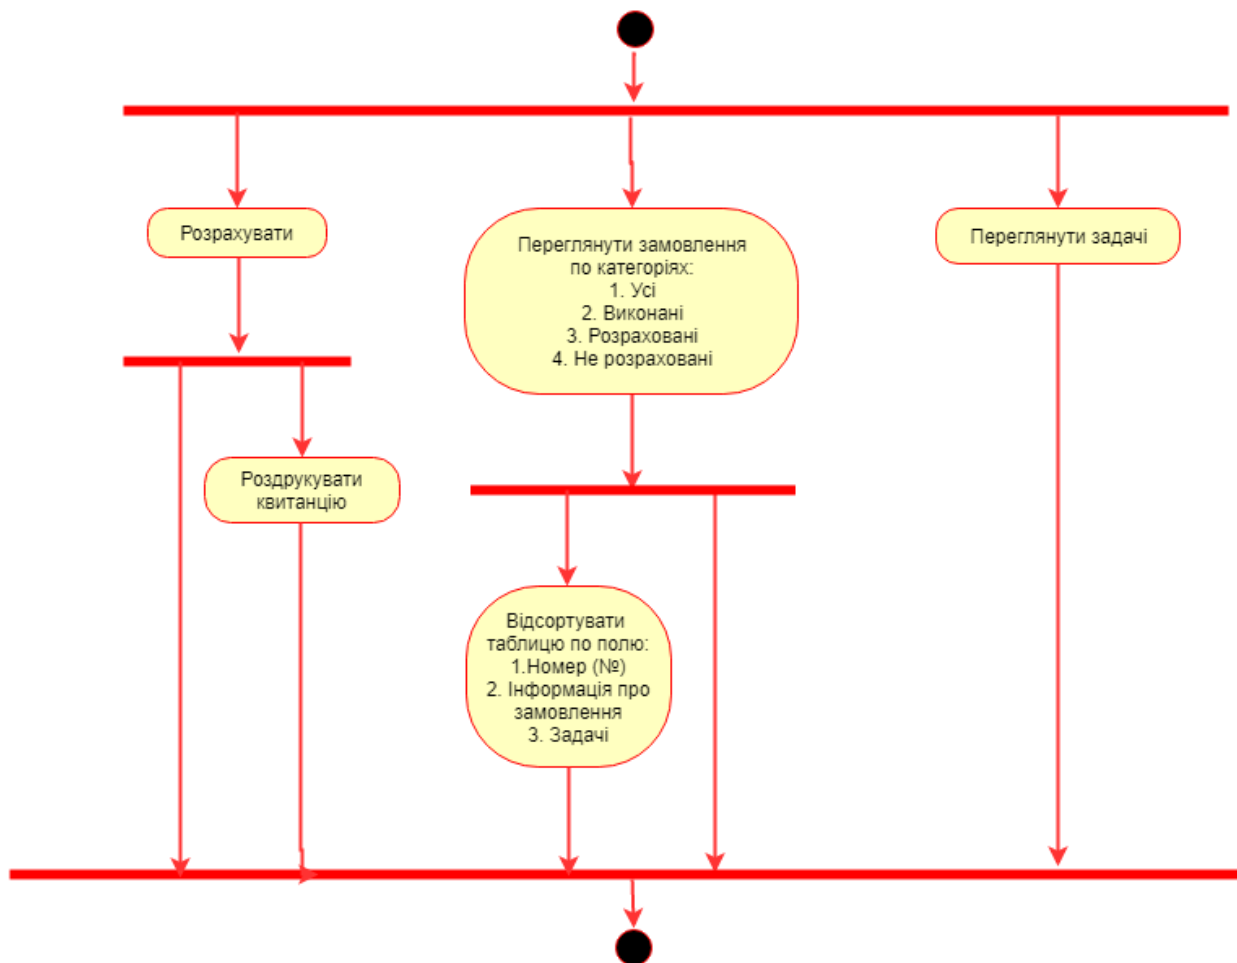 Розрахувати
Переглянути замовлення
по категоріях:
1. Усі
2. Виконані
3. Розраховані
4. Не розраховані
Переглянути задачі
Роздрукувати
квитанцію
Відсортувати
таблицю по полю:
1.Номер (№)
2. Інформація про
замовлення
3. Задачі